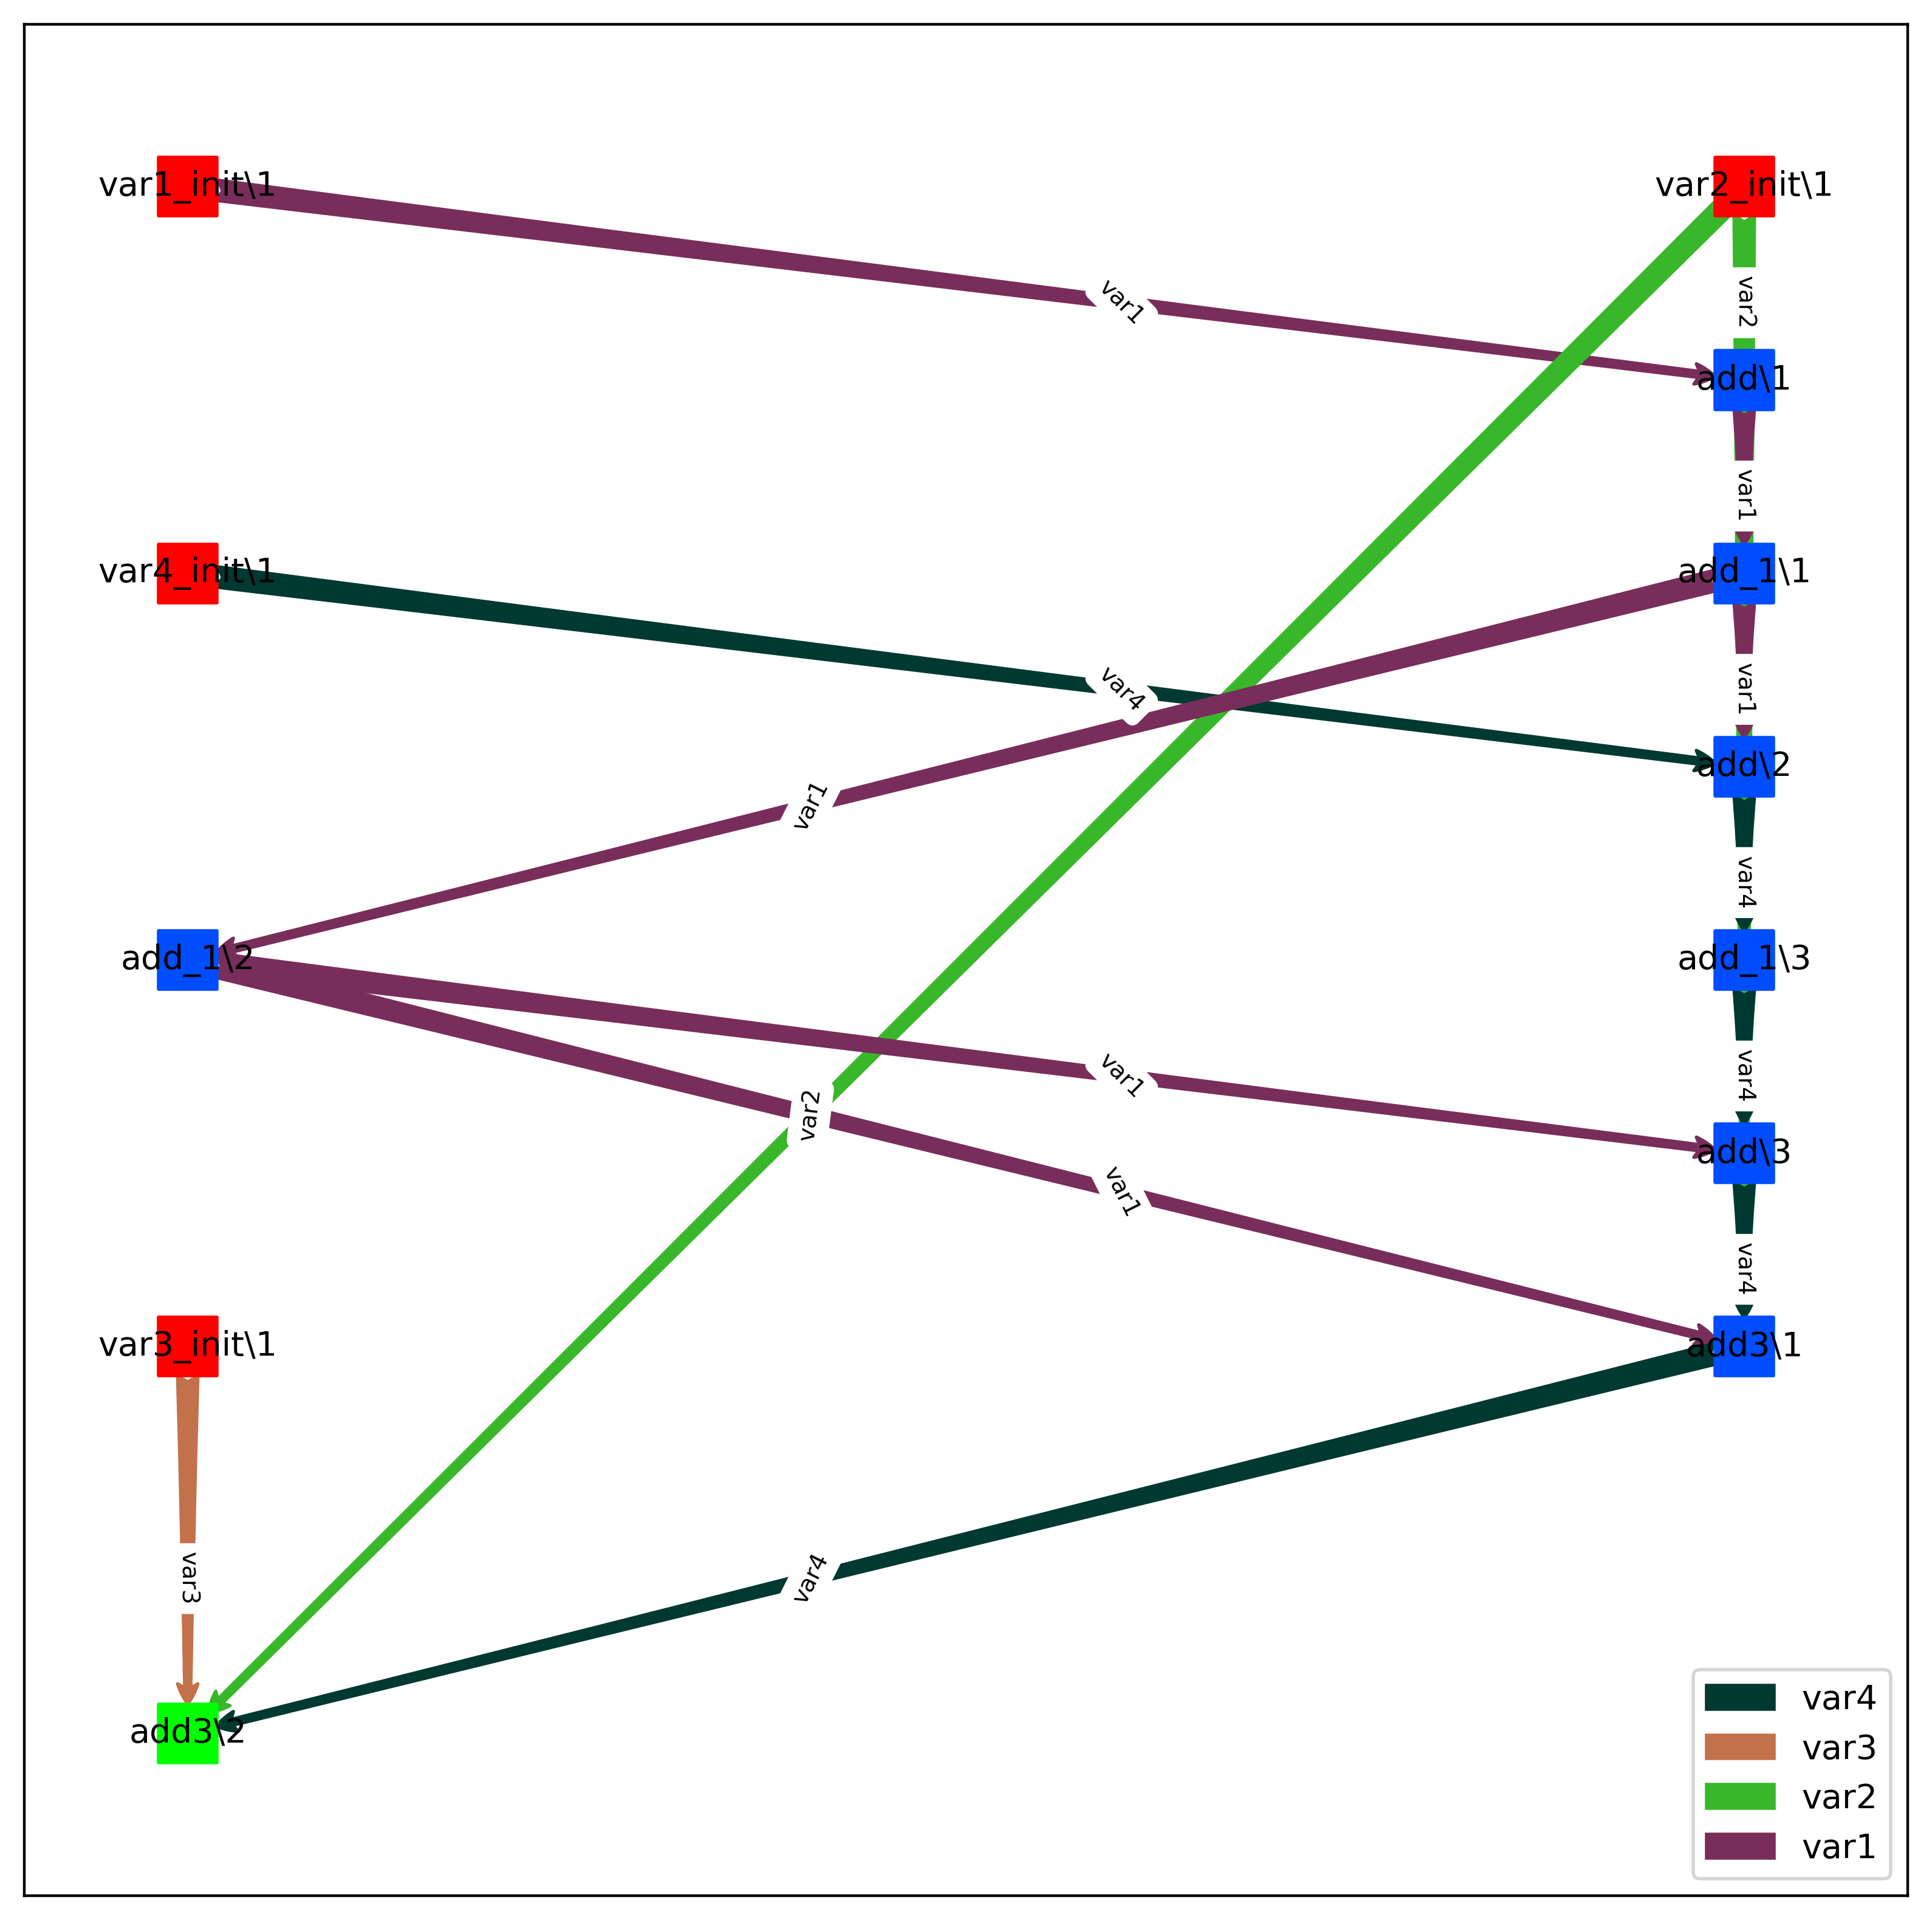 var1_init\1
var2_init\1
var1
var2
add\1
var1
var4_init\1
add_1\1
var4
var1
add\2
var1
var4
add_1\2
add_1\3
var1
var4
var2
add\3
var1
var4
var3_init\1
add3\1
var3
var4
add3\2
var4
var3
var2
var1